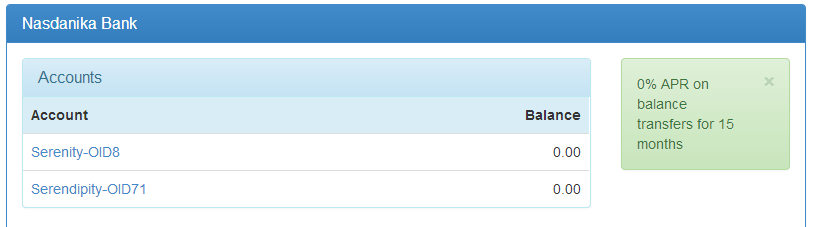 Nasdanika Bank
Accounts
Account Balance
Serenity-OID8 0.00
Serendipity-OID71 0.00
0% APR on ×
balance
transfers for 15
months